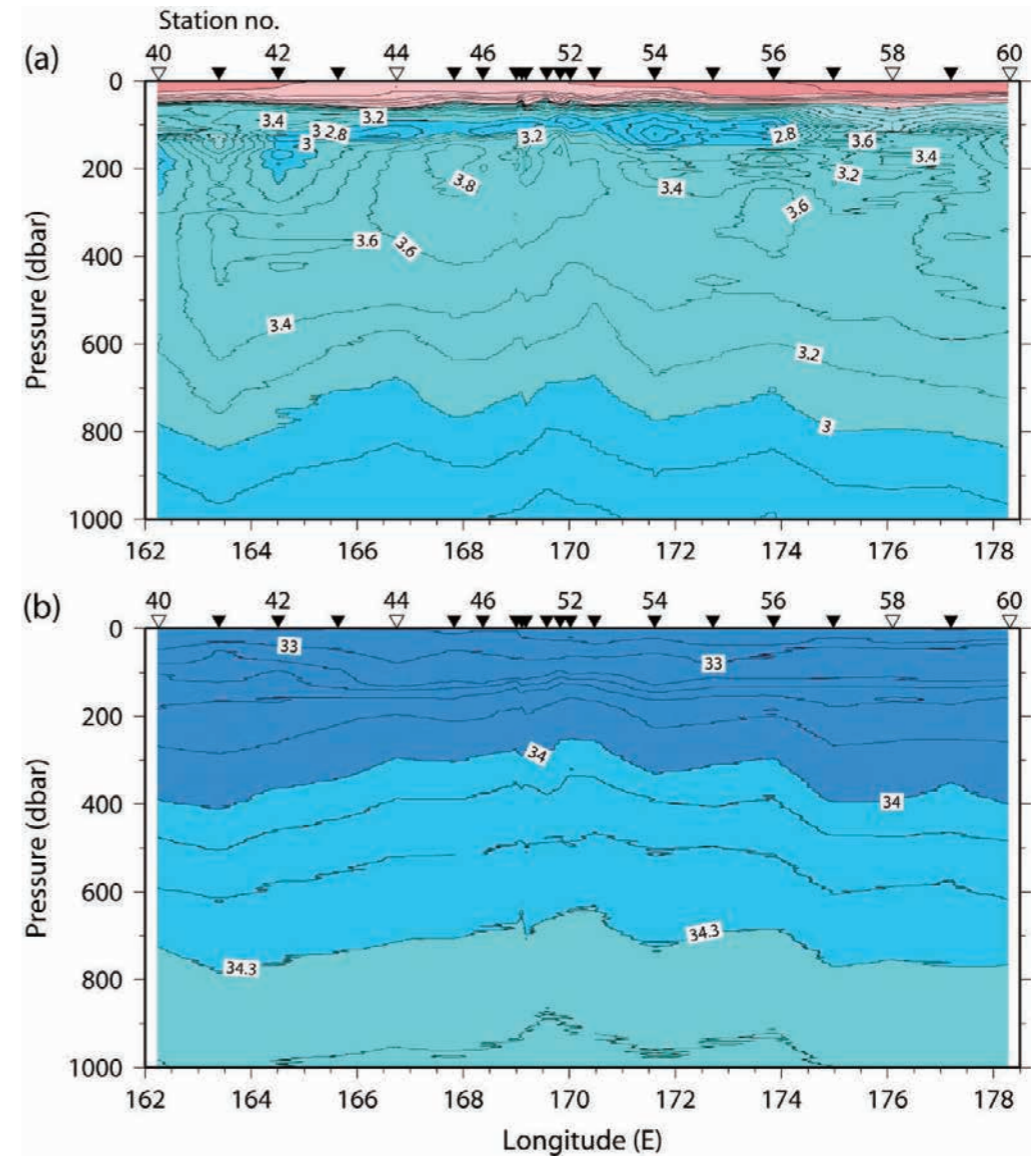 Station no.
(a) 40 42 44 46 52 54 56 58 60
0
3.4 3.2 3 2.8 3 3.2 2.8 3.6 3.4
200
3.8 3.4 3.2
3.6
400
3.6 3.6
3.4
600
3.2
800
3
1000
Pressure (dbar)
162 164 166 168 170 172 174 176 178
(b) 40 42 44 46 52 54 56 58 60
0
33 33
200
34
400
34
600
34.3
34.3
800
1000
Pressure (dbar)
162 164 166 168 170 172 174 176 178
Longitude (E)